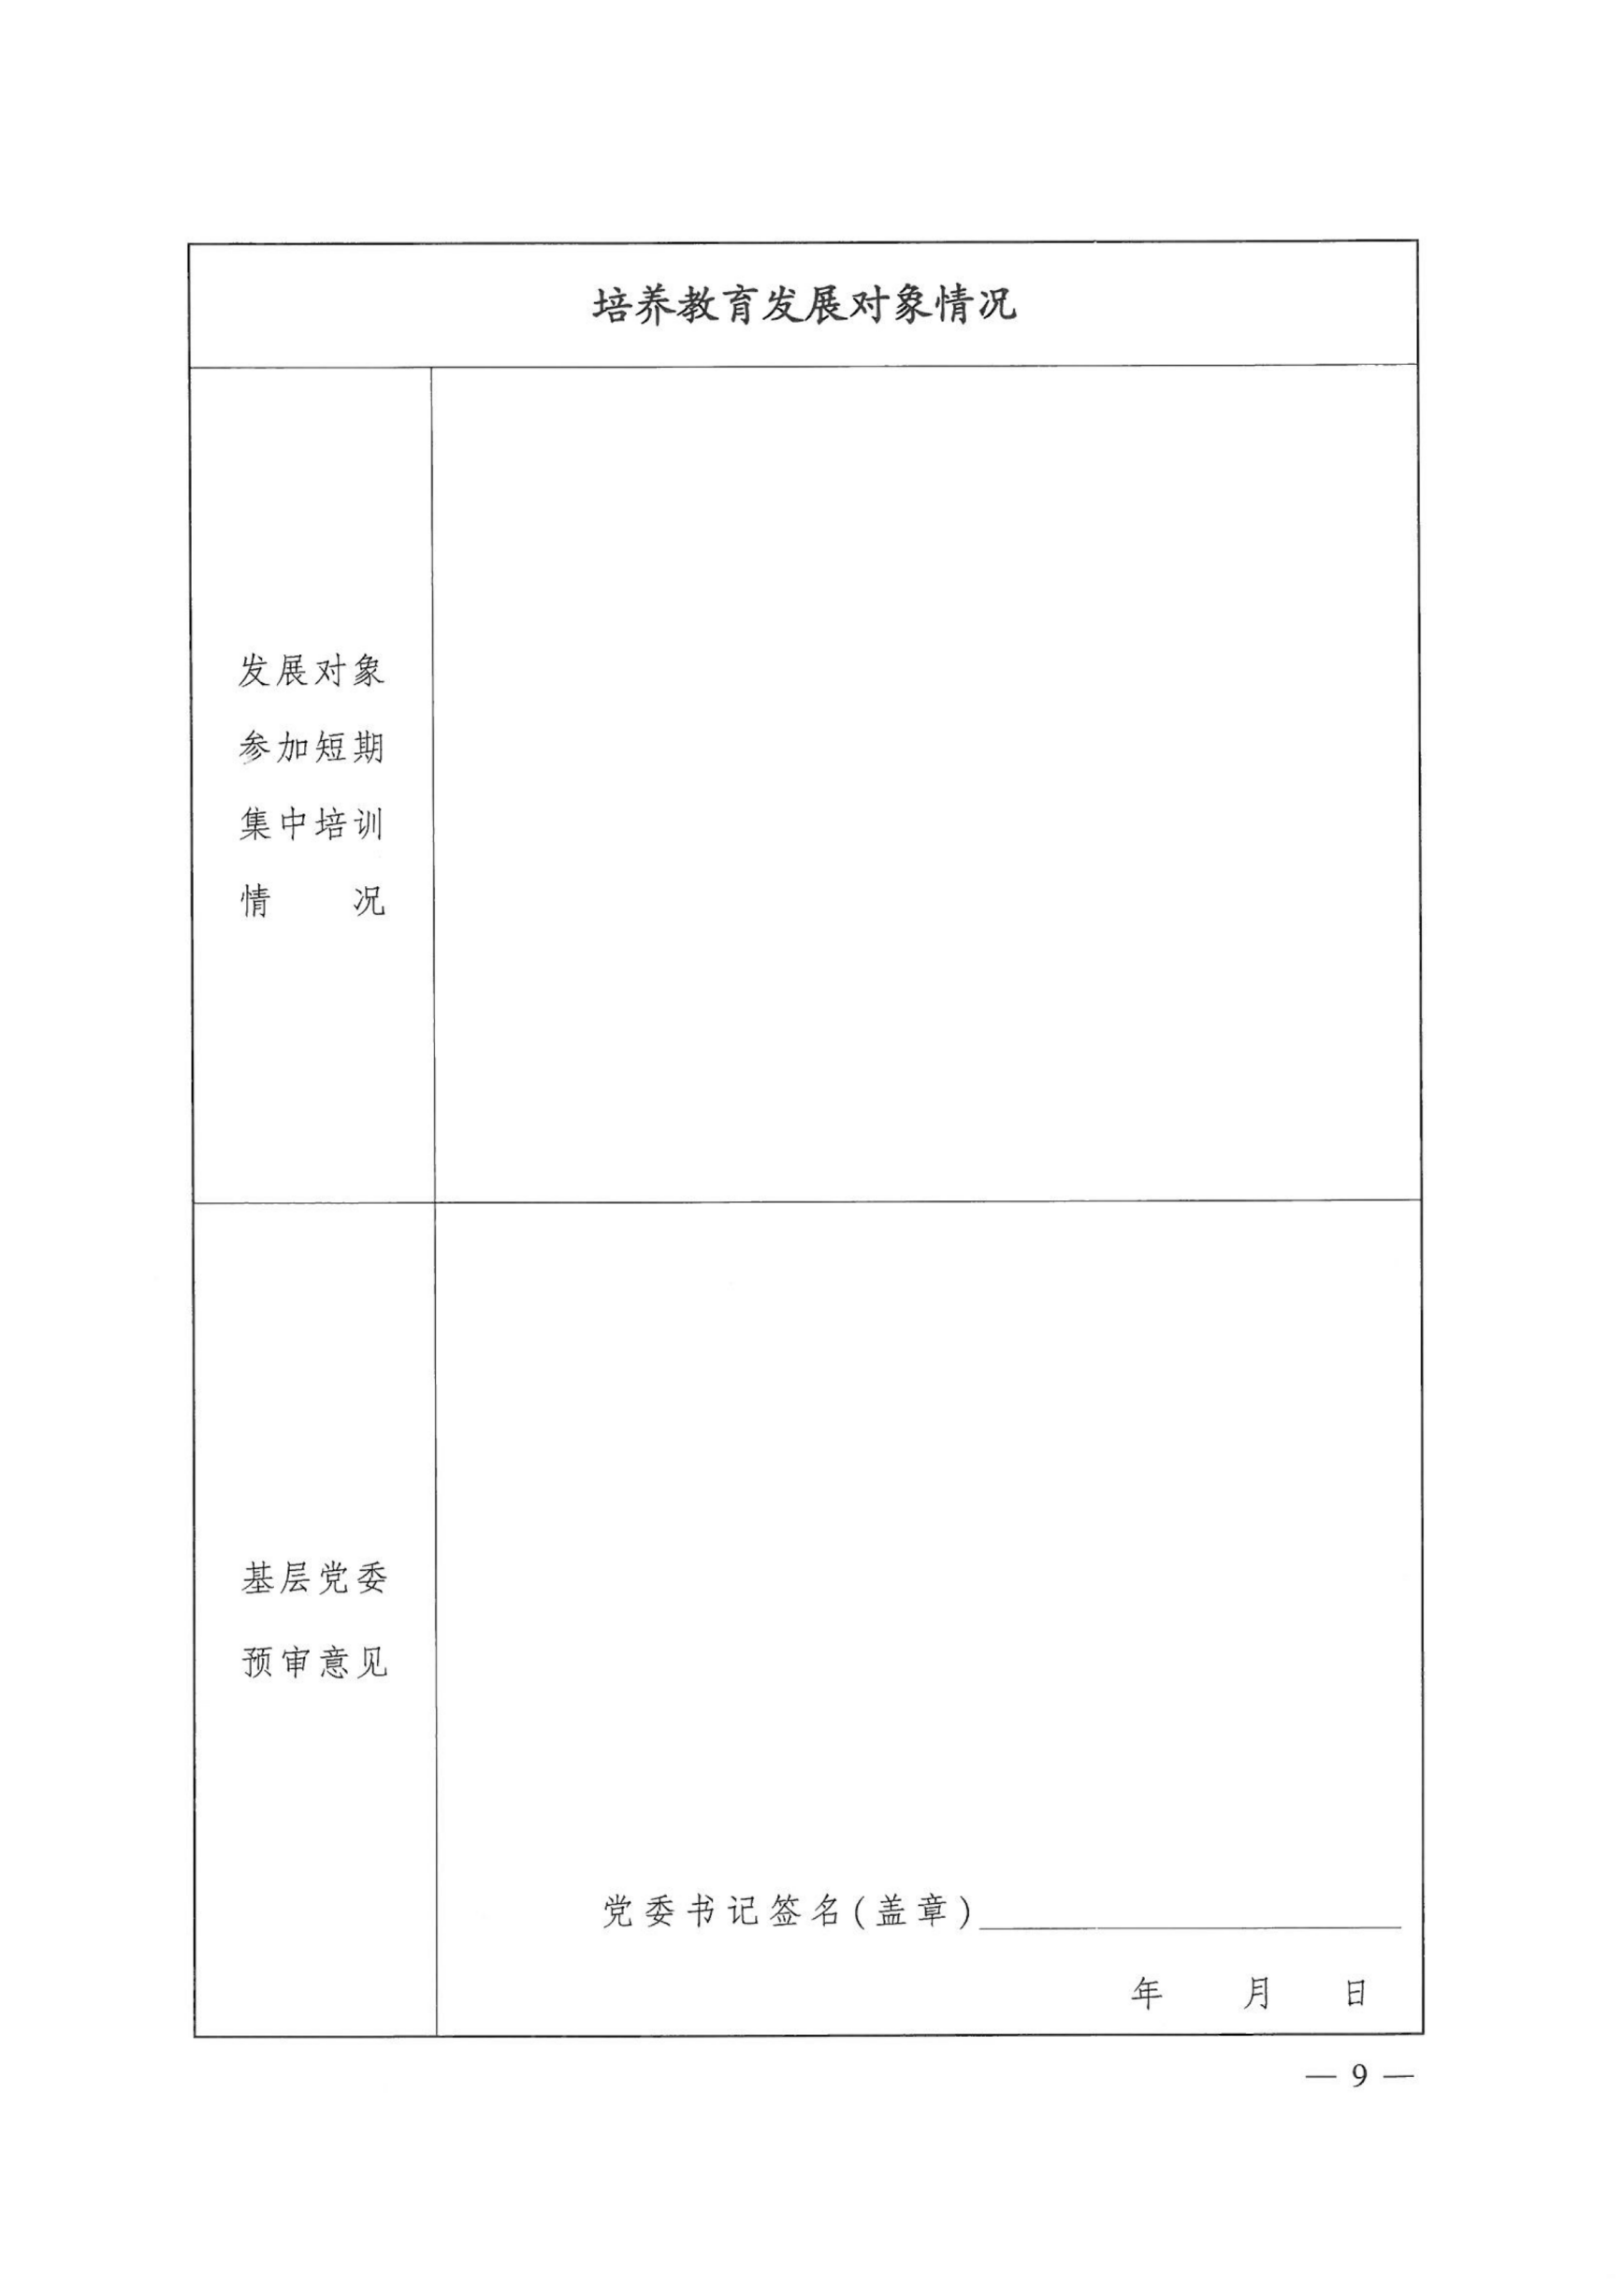 培养教育发展对象情况
发展对象
参加短期
集中培训
情　　况
基层党委
预审意见
党委书记签名(盖章)
年　　月　　日
— 9 —